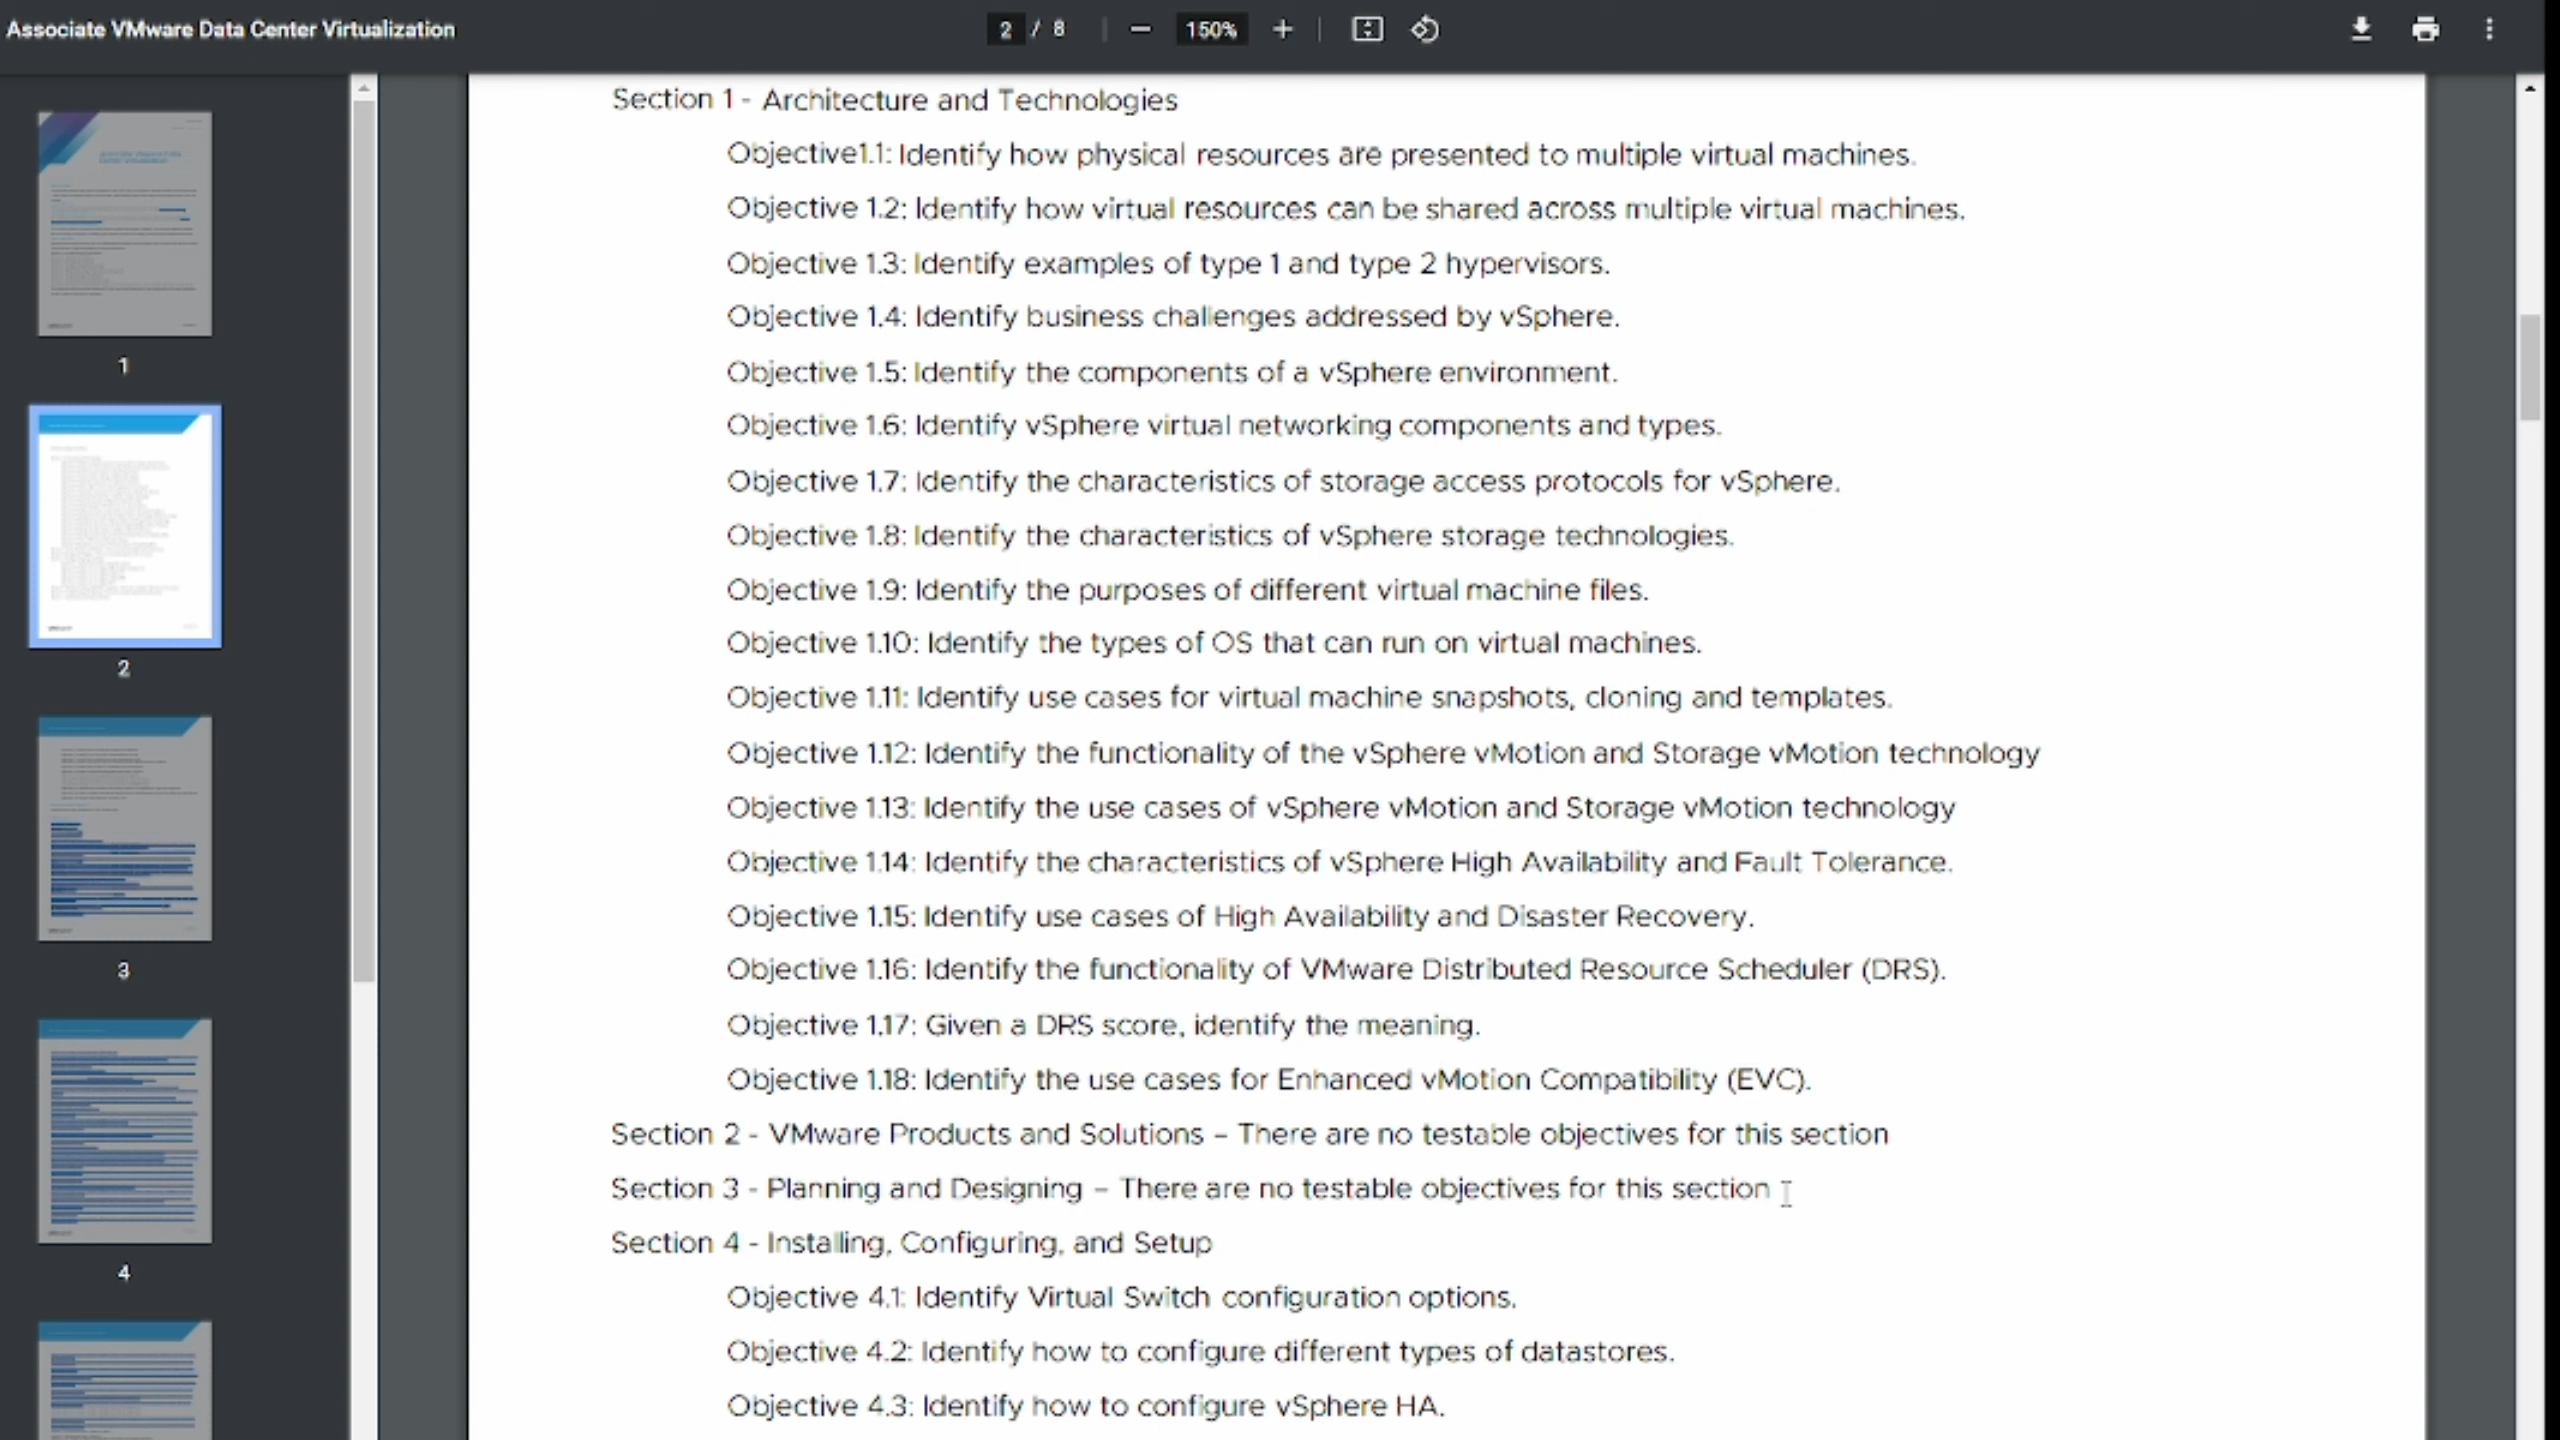 Associate VMware Data Center Virtualization
2 / 8
150%
Section 1 - Architecture and Technologies
Objective1.1: Identify how physical resources are presented to multiple virtual machines.
Objective 1.2: Identify how virtual resources can be shared across multiple virtual machines.
Objective 1.3: Identify examples of type 1 and type 2 hypervisors.
Objective 1.4: Identify business challenges addressed by vSphere.
Objective 1.5: Identify the components of a vSphere environment.
Objective 1.6: Identify vSphere virtual networking components and types.
Objective 1.7: Identify the characteristics of storage access protocols for vSphere.
Objective 1.8: Identify the characteristics of vSphere storage technologies.
Objective 1.9: Identify the purposes of different virtual machine files.
Objective 1.10: Identify the types of OS that can run on virtual machines.
Objective 1.11: Identify use cases for virtual machine snapshots, cloning and templates.
Objective 1.12: Identify the functionality of the vSphere vMotion and Storage vMotion technology
Objective 1.13: Identify the use cases of vSphere vMotion and Storage vMotion technology
Objective 1.14: Identify the characteristics of vSphere High Availability and Fault Tolerance.
Objective 1.15: Identify use cases of High Availability and Disaster Recovery.
Objective 1.16: Identify the functionality of VMware Distributed Resource Scheduler (DRS).
Objective 1.17: Given a DRS score, identify the meaning.
Objective 1.18: Identify the use cases for Enhanced vMotion Compatibility (EVC).
Section 2 - VMware Products and Solutions – There are no testable objectives for this section
Section 3 - Planning and Designing – There are no testable objectives for this section
Section 4 - Installing, Configuring, and Setup
Objective 4.1: Identify Virtual Switch configuration options.
Objective 4.2: Identify how to configure different types of datastores.
Objective 4.3: Identify how to configure vSphere HA.
1
2
3
4